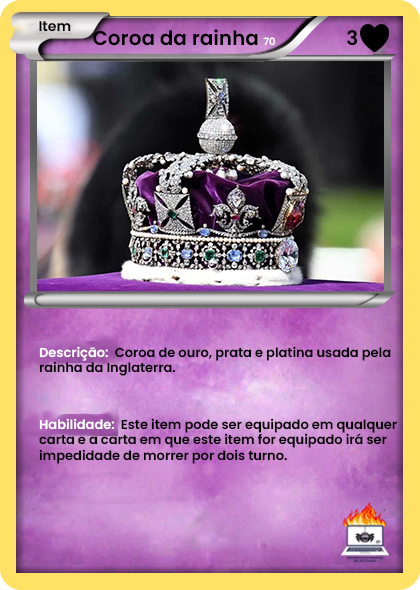 Item
Coroa da rainha 70
3
Descrição: Coroa de ouro, prata e platina usada pela
rainha da Inglaterra.
Habilidade: Este item pode ser equipado em qualquer
carta e a carta em que este item for equipado irá ser
impedidade de morrer por dois turno.